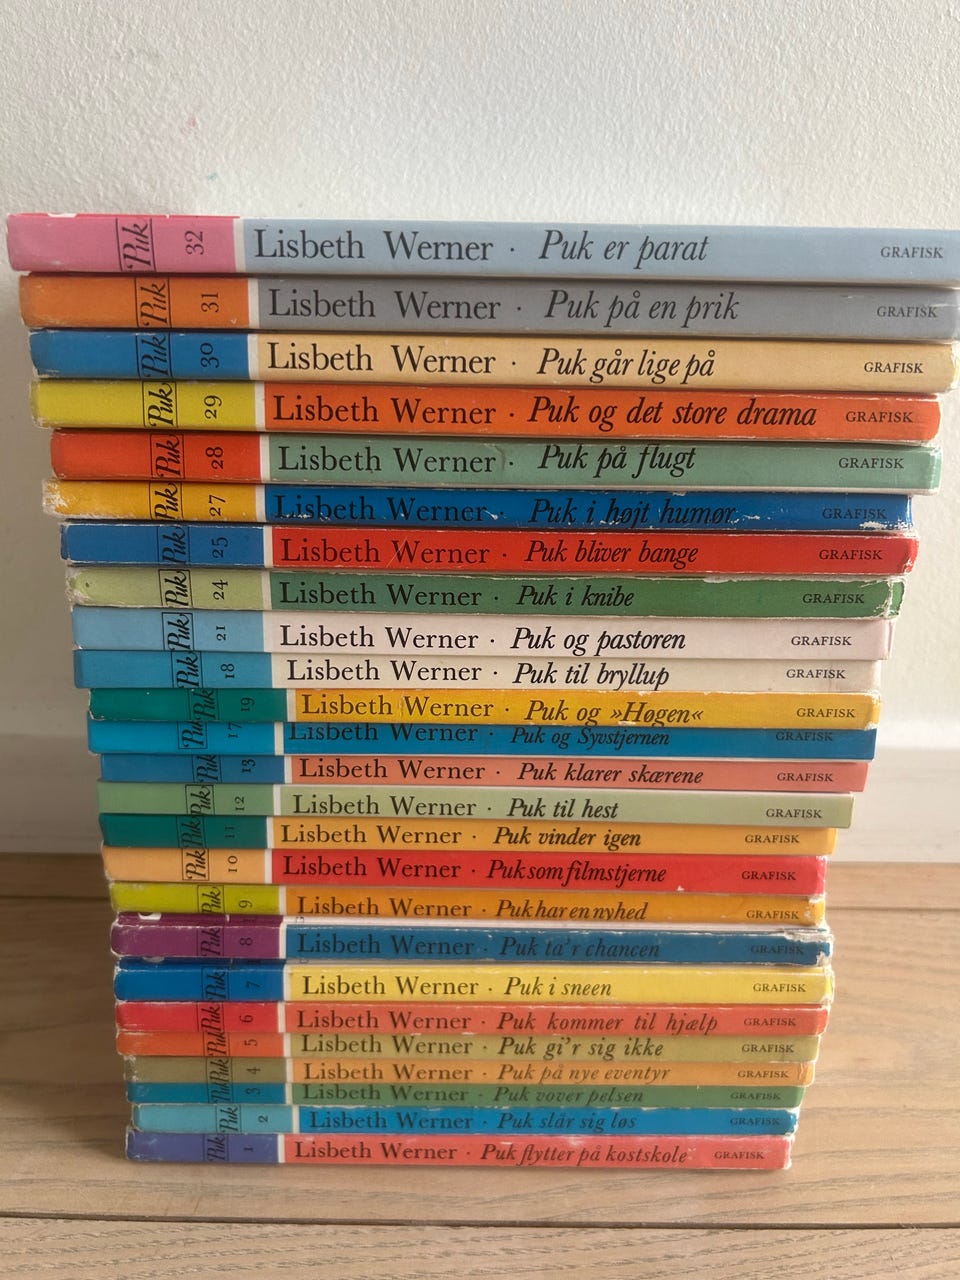 Puk 32 Lisbeth Werner · Puk er parat GRAFISK
Puk 31 Lisbeth Werner · Puk på en prik GRAFISK
Puk 30 Lisbeth Werner · Puk går lige på GRAFISK
Puk 29 Lisbeth Werner · Puk og det store drama GRAFISK
Puk 28 Lisbeth Werner · Puk på flugt GRAFISK
Puk 27 Lisbeth Werner · Puk i højt humør GRAFISK
Puk 25 Lisbeth Werner · Puk bliver bange GRAFISK
Puk 24 Lisbeth Werner · Puk i knibe GRAFISK
Puk 21 Lisbeth Werner · Puk og pastoren GRAFISK
Puk 18 Lisbeth Werner · Puk til bryllup GRAFISK
Puk 19 Lisbeth Werner · Puk og »Høgen« GRAFISK
Puk 17 Lisbeth Werner · Puk og Syvstjernen GRAFISK
Puk 13 Lisbeth Werner · Puk klarer skærene GRAFISK
Puk 12 Lisbeth Werner · Puk til hest GRAFISK
Puk 11 Lisbeth Werner · Puk vinder igen GRAFISK
Puk 10 Lisbeth Werner · Puk som filmstjerne GRAFISK
Puk 9 Lisbeth Werner · Puk har en nyhed GRAFISK
Puk 8 Lisbeth Werner · Puk ta'r chancen GRAFISK
Puk 7 Lisbeth Werner · Puk i sneen GRAFISK
Puk 6 Lisbeth Werner · Puk kommer til hjælp GRAFISK
Puk 5 Lisbeth Werner · Puk gi'r sig ikke GRAFISK
Puk 4 Lisbeth Werner · Puk på nye eventyr GRAFISK
Puk 3 Lisbeth Werner · Puk vover pelsen GRAFISK
Puk 2 Lisbeth Werner · Puk slår sig løs GRAFISK
Puk 1 Lisbeth Werner · Puk flytter på kostskole GRAFISK